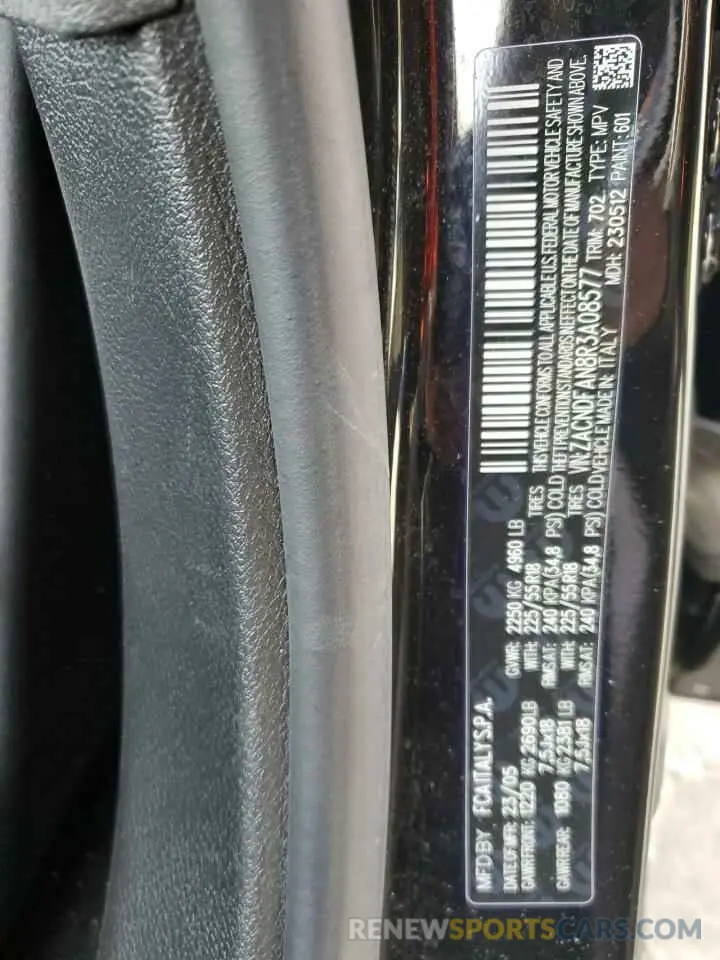 MFD BY FCA ITALY S.P.A.
DATE OF MFR: 23/05 GVWR: 2250 KG 4960 LB
GAWR FRONT: 1220 KG 2690 LB WITH: 225/55 R18 TIRES
7,5Jx18 RIMS AT: 240 KPA(34,8 PSI) COLD
GAWR REAR: 1080 KG 2381 LB WITH: 225/55 R18 TIRES
7,5Jx18 RIMS AT: 240 KPA(34,8 PSI) COLD
THIS VEHICLE CONFORMS TO ALL APPLICABLE U.S. FEDERAL MOTOR VEHICLE SAFETY AND
THEFT PREVENTION STANDARDS IN EFFECT ON THE DATE OF MANUFACTURE SHOWN ABOVE.
VIN: ZACNDFAN8R3A08577 TRIM: 702 TYPE: MPV
VEHICLE MADE IN: ITALY MDH: 230512 PAINT: 601
RENEWSPORTSCARS.COM